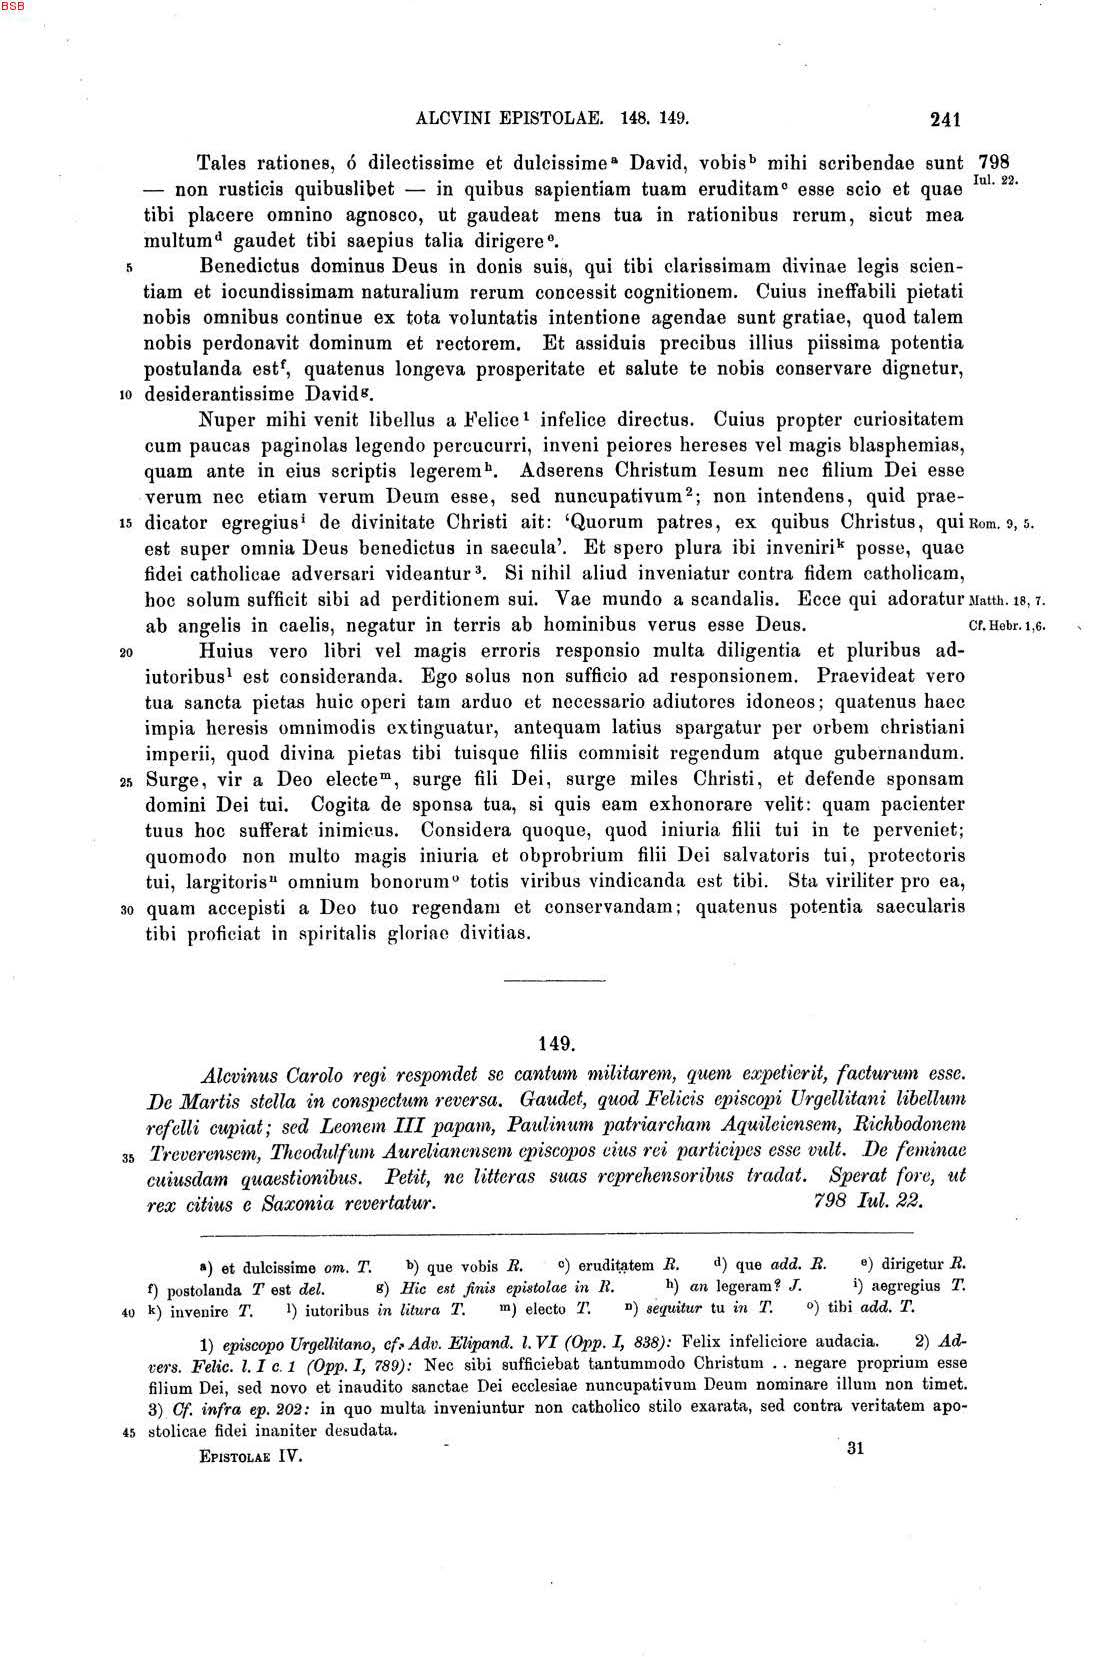 BSB
ALCVINI EPISTOLAE. 148. 149. 241
Tales rationes, ó dilectissime et dulcissime a David, vobis b mihi scribendae sunt 798
— non rusticis quibuslibet — in quibus sapientiam tuam eruditam c esse scio et quae Iul. 22.
tibi placere omnino agnosco, ut gaudeat mens tua in rationibus rerum, sicut mea
multum d gaudet tibi saepius talia dirigere e.
5 Benedictus dominus Deus in donis suis, qui tibi clarissimam divinae legis scien-
tiam et iocundissimam naturalium rerum concessit cognitionem. Cuius ineffabili pietati
nobis omnibus continue ex tota voluntatis intentione agendae sunt gratiae, quod talem
nobis perdonavit dominum et rectorem. Et assiduis precibus illius piissima potentia
postulanda est f, quatenus longeva prosperitate et salute te nobis conservare dignetur,
10 desiderantissime David g.
Nuper mihi venit libellus a Felice 1 infelice directus. Cuius propter curiositatem
cum paucas paginolas legendo percucurri, inveni peiores hereses vel magis blasphemias,
quam ante in eius scriptis legerem h. Adserens Christum Iesum nec filium Dei esse
verum nec etiam verum Deum esse, sed nuncupativum 2; non intendens, quid prae-
15 dicator egregius i de divinitate Christi ait: ‘Quorum patres, ex quibus Christus, qui Rom. 9, 5.
est super omnia Deus benedictus in saecula’. Et spero plura ibi inveniri k posse, quae
fidei catholicae adversari videantur 3. Si nihil aliud inveniatur contra fidem catholicam,
hoc solum sufficit sibi ad perditionem sui. Vae mundo a scandalis. Ecce qui adoratur Matth. 18, 7.
ab angelis in caelis, negatur in terris ab hominibus verus esse Deus. Cf. Hebr. 1,6.
20 Huius vero libri vel magis erroris responsio multa diligentia et pluribus ad-
iutoribus l est consideranda. Ego solus non sufficio ad responsionem. Praevideat vero
tua sancta pietas huic operi tam arduo et necessario adiutores idoneos; quatenus haec
impia heresis omnimodis extinguatur, antequam latius spargatur per orbem christiani
imperii, quod divina pietas tibi tuisque filiis commisit regendum atque gubernandum.
25 Surge, vir a Deo electe m, surge fili Dei, surge miles Christi, et defende sponsam
domini Dei tui. Cogita de sponsa tua, si quis eam exhonorare velit: quam pacienter
tuus hoc sufferat inimicus. Considera quoque, quod iniuria filii tui in te perveniet;
quomodo non multo magis iniuria et obprobrium filii Dei salvatoris tui, protectoris
tui, largitoris n omnium bonorum o totis viribus vindicanda est tibi. Sta viriliter pro ea,
30 quam accepisti a Deo tuo regendam et conservandam; quatenus potentia saecularis
tibi proficiat in spiritalis gloriae divitias.
149.
Alcvinus Carolo regi respondet se cantum militarem, quem expetierit, facturum esse.
De Martis stella in conspectum reversa. Gaudet, quod Felicis episcopi Urgellitani libellum
refelli cupiat; sed Leonem III papam, Paulinum patriarcham Aquileiensem, Richbodonem
35 Treverensem, Theodulfum Aurelianensem episcopos eius rei participes esse vult. De feminae
cuiusdam quaestionibus. Petit, ne litteras suas reprehensoribus tradat. Sperat fore, ut
rex citius e Saxonia revertatur. 798 Iul. 22.
a) et dulcissime om. T. b) que vobis R. c) eruditatem R. d) que add. R. e) dirigetur R.
f) postolanda T est del. g) Hic est finis epistolae in R. h) an legeram? J. i) aegregius T.
40 k) invenire T. l) iutoribus in litura T. m) electo T. n) sequitur tu in T. o) tibi add. T.
1) episcopo Urgellitano, cf. Adv. Elipand. l. VI (Opp. I, 838): Felix infeliciore audacia. 2) Ad-
vers. Felic. l. I c. 1 (Opp. I, 789): Nec sibi sufficiebat tantummodo Christum . . negare proprium esse
filium Dei, sed novo et inaudito sanctae Dei ecclesiae nuncupativum Deum nominare illum non timet.
3) Cf. infra ep. 202: in quo multa inveniuntur non catholico stilo exarata, sed contra veritatem apo-
45 stolicae fidei inaniter desudata.
EPISTOLAE IV. 31